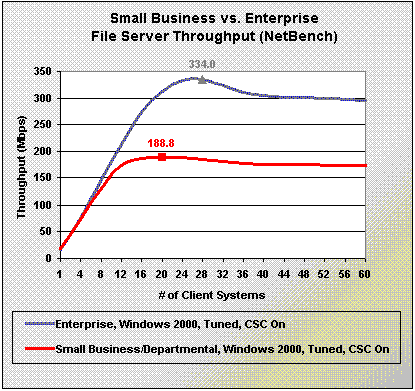 Small Business vs. Enterprise
File Server Throughput (NetBench)
334.0
188.8
Throughput (Mbps)
350
300
250
200
150
100
50
0
1 4 8 12 16 20 24 28 32 36 40 44 48 52 56 60
# of Client Systems
Enterprise, Windows 2000, Tuned, CSC On
Small Business/Departmental, Windows 2000, Tuned, CSC On